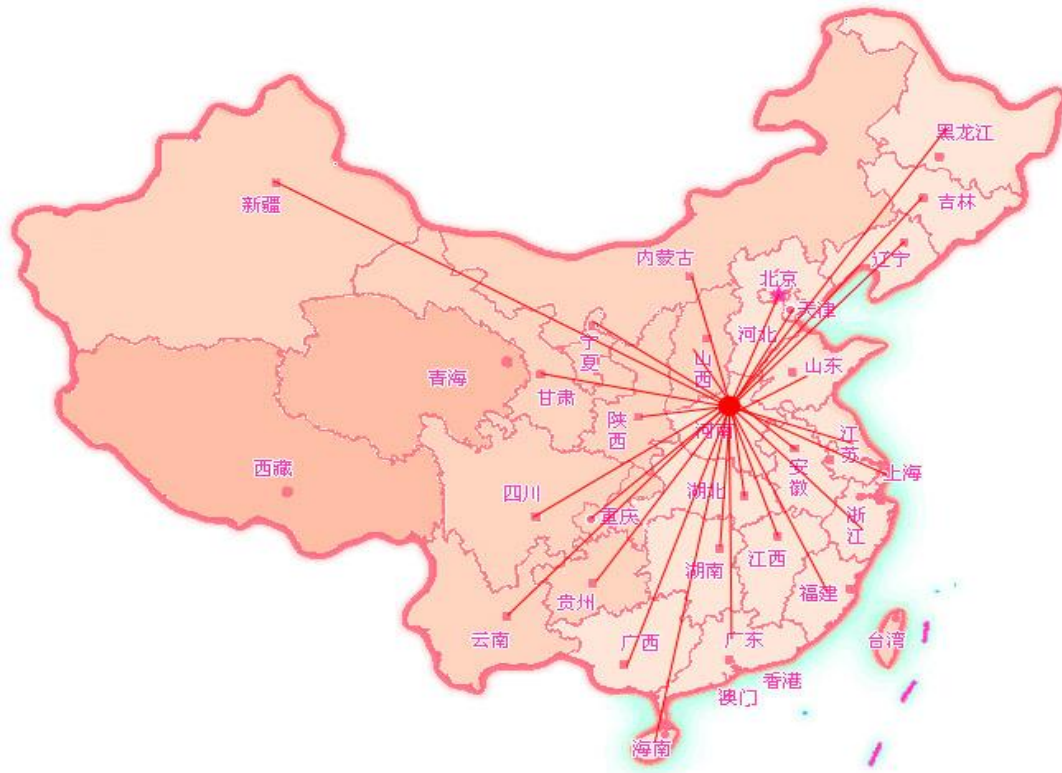 黑龙江
吉林
新疆
内蒙古
辽宁
北京
天津
河北
宁夏
山西
山东
青海
甘肃
陕西
河南
江苏
西藏
安徽
上海
四川
湖北
重庆
浙江
江西
湖南
福建
贵州
云南
广西
广东
台湾
香港
澳门
海南